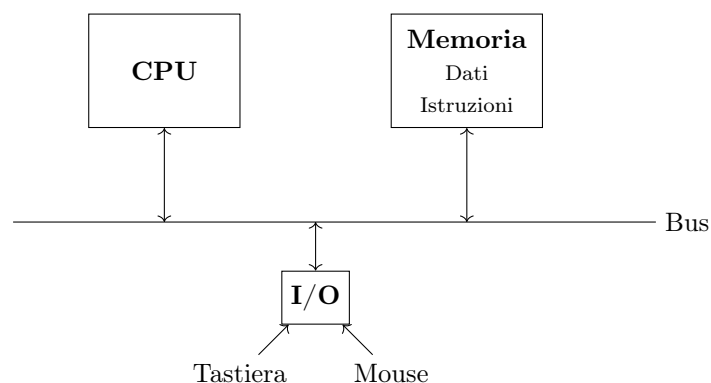 CPU
Memoria
Dati
Istruzioni
Bus
I/O
Tastiera
Mouse